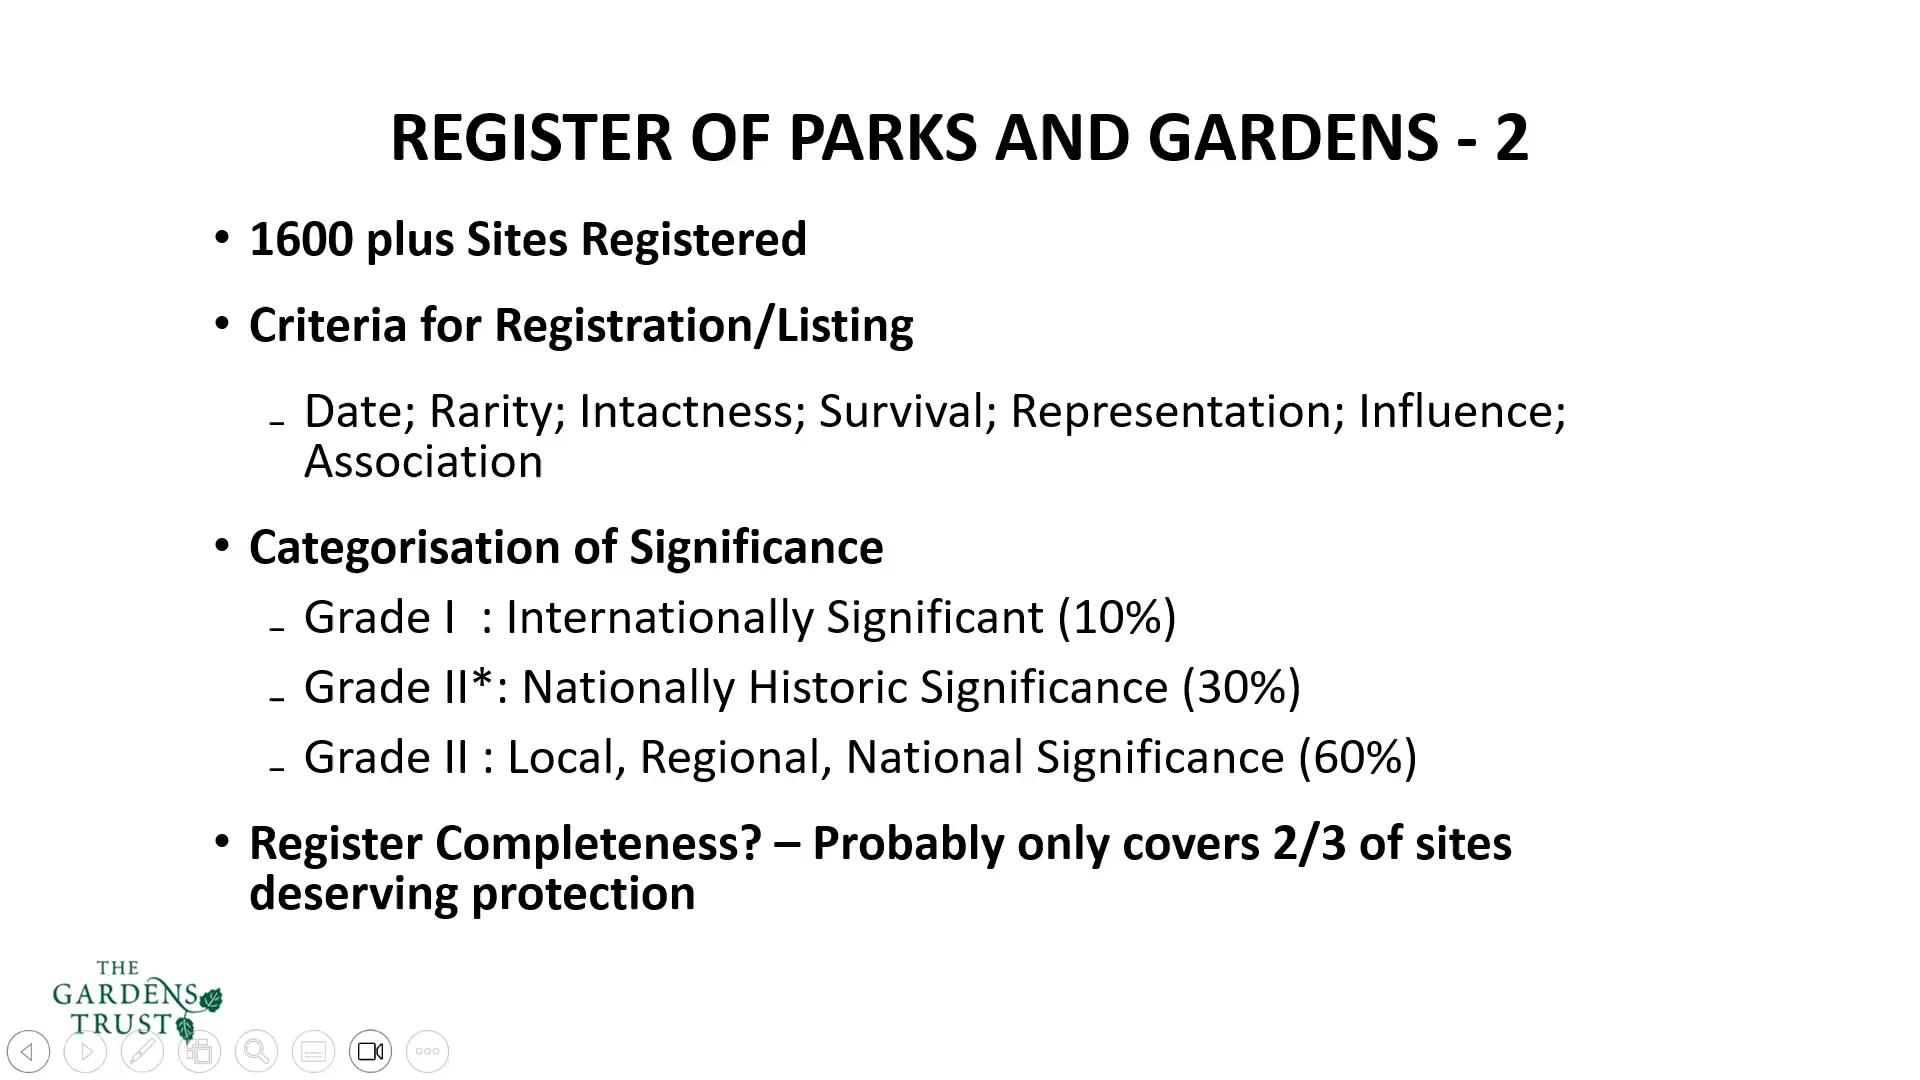 REGISTER OF PARKS AND GARDENS - 2
• 1600 plus Sites Registered
• Criteria for Registration/Listing
– Date; Rarity; Intactness; Survival; Representation; Influence;
Association
• Categorisation of Significance
– Grade I : Internationally Significant (10%)
– Grade II*: Nationally Historic Significance (30%)
– Grade II : Local, Regional, National Significance (60%)
• Register Completeness? – Probably only covers 2/3 of sites
deserving protection
THE
GARDENS
TRUST